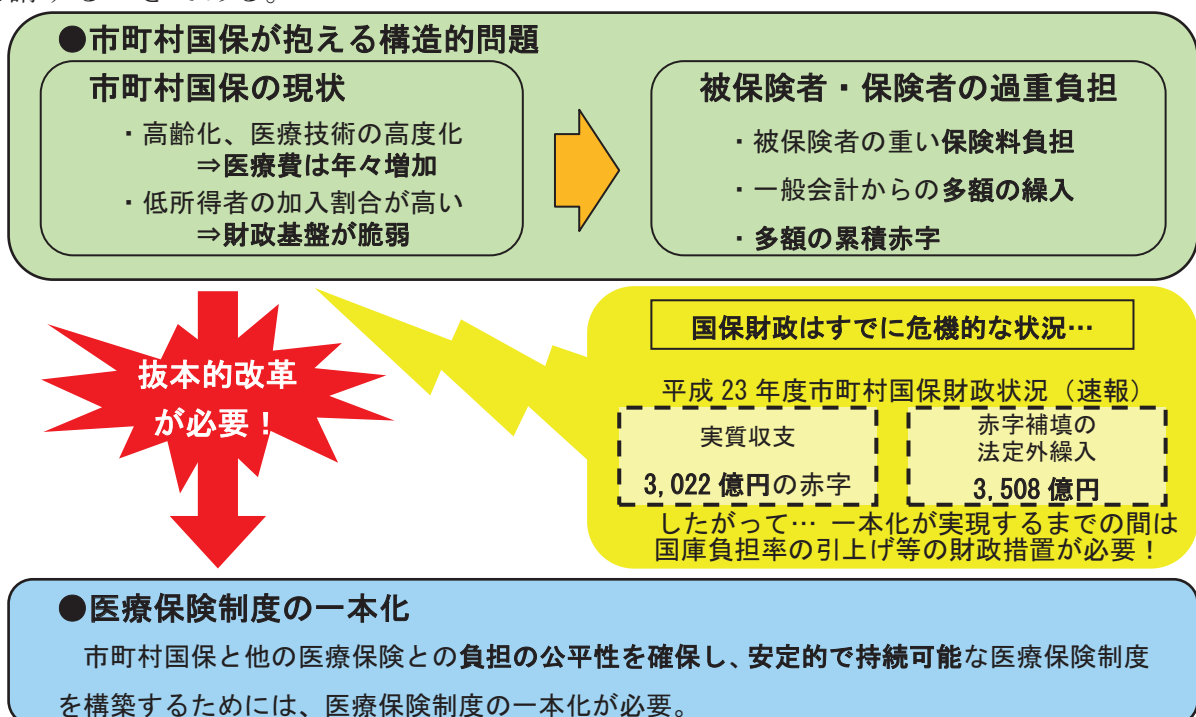 ●市町村国保が抱える構造的問題
市町村国保の現状
・高齢化、医療技術の高度化
⇒医療費は年々増加
・低所得者の加入割合が高い
⇒財政基盤が脆弱
被保険者・保険者の過重負担
・被保険者の重い保険料負担
・一般会計からの多額の繰入
・多額の累積赤字
抜本的改革
が必要!
国保財政はすでに危機的な状況…
平成 23 年度市町村国保財政状況（速報）
実質収支
3,022 億円の赤字
赤字補填の
法定外繰入
3,508 億円
したがって… 一本化が実現するまでの間は
国庫負担率の引上げ等の財政措置が必要！
●医療保険制度の一本化
市町村国保と他の医療保険との負担の公平性を確保し、安定的で持続可能な医療保険制度
を構築するためには、医療保険制度の一本化が必要。